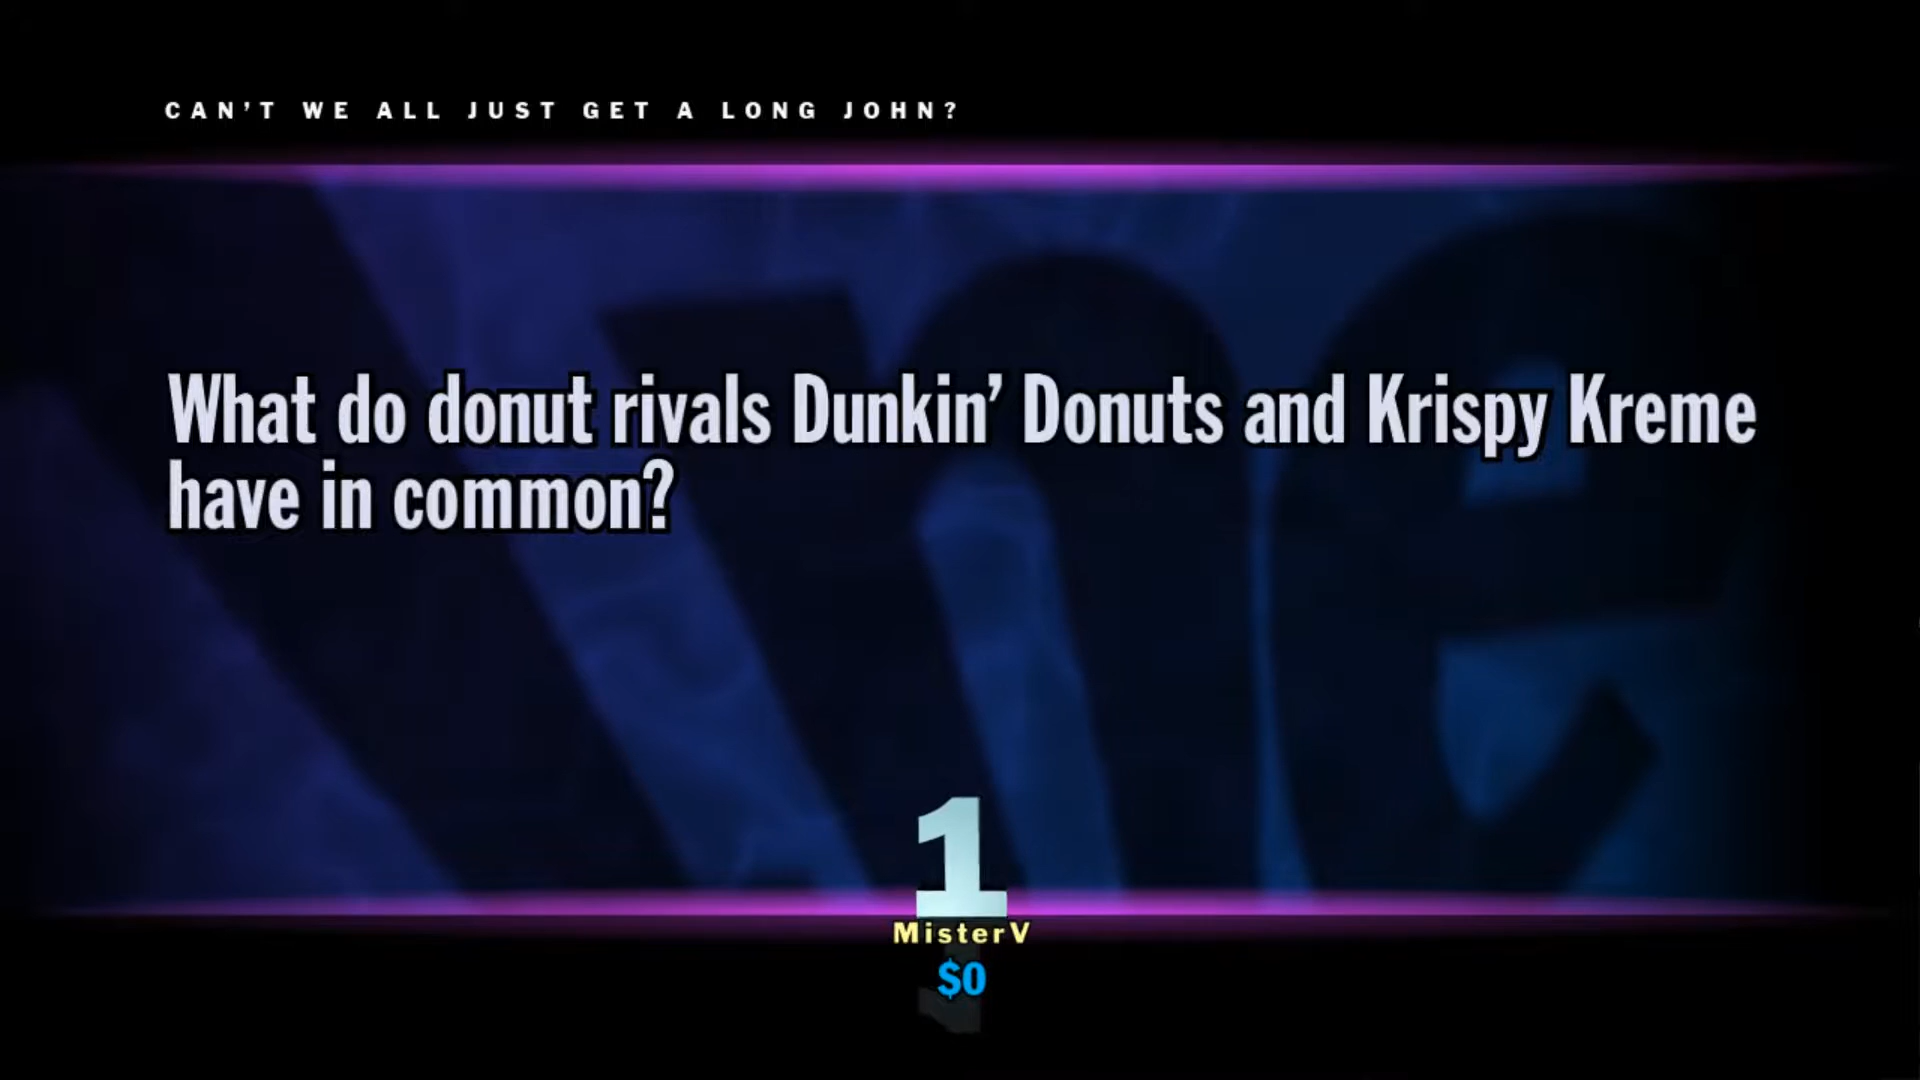 CAN'T WE ALL JUST GET A LONG JOHN?
What do donut rivals Dunkin' Donuts and Krispy Kreme
have in common?
1
MisterV
$0